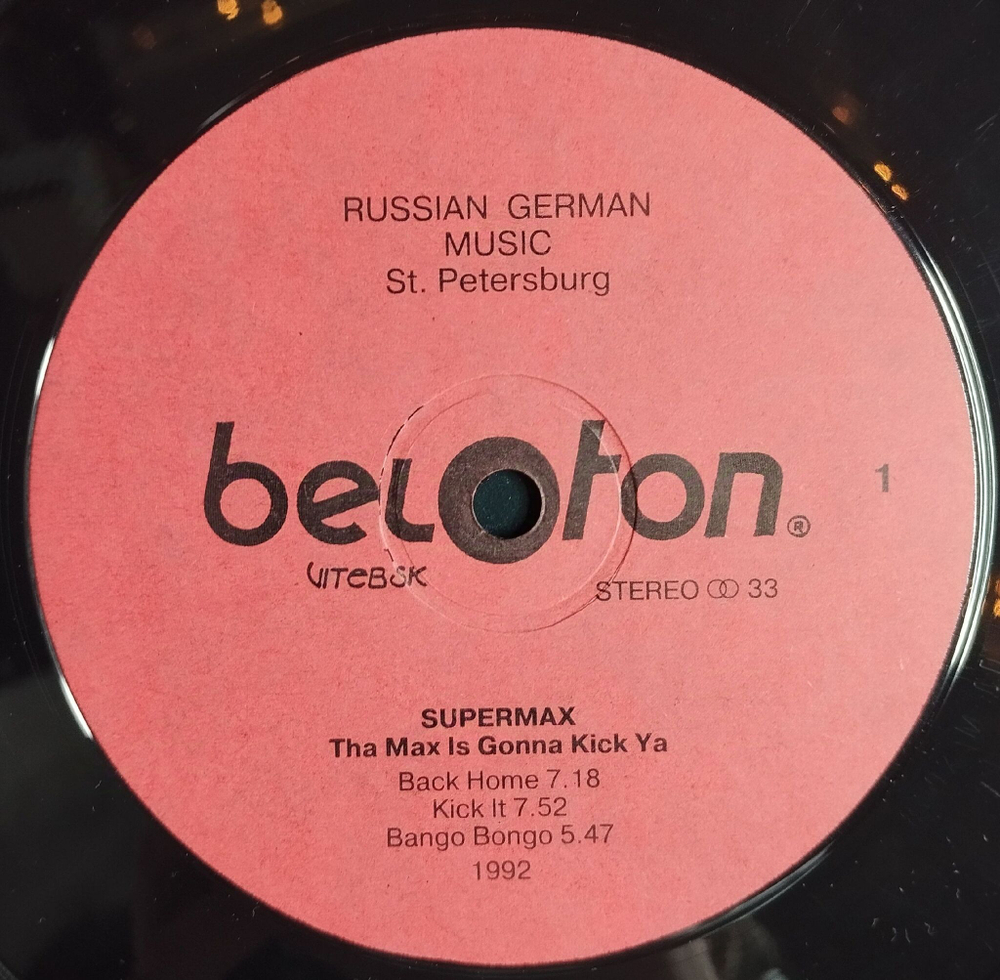 RUSSIAN GERMAN
MUSIC
St. Petersburg
beloton ®
1
VITEBSK
STEREO 33
SUPERMAX
Tha Max Is Gonna Kick Ya
Back Home 7.18
Kick It 7.52
Bango Bongo 5.47
1992